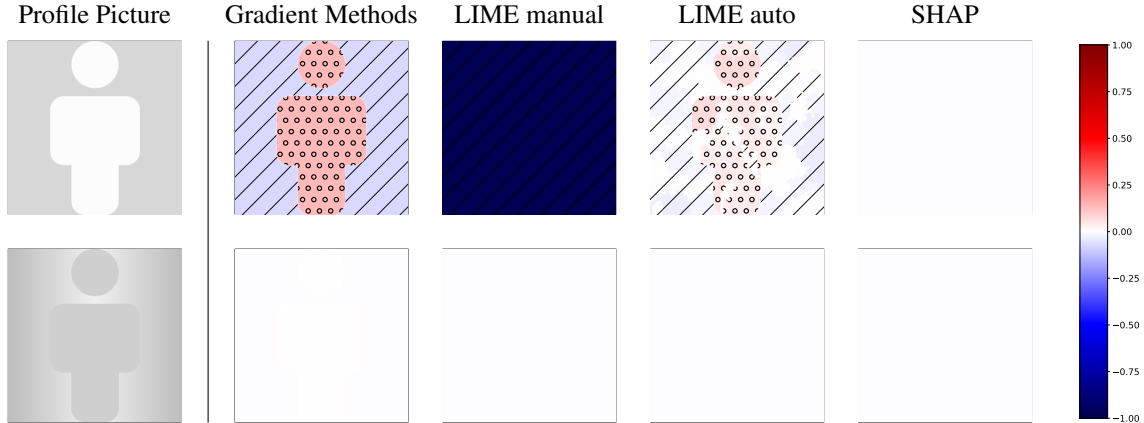 Profile Picture
Gradient Methods
LIME manual
LIME auto
SHAP
1.00
0.75
0.50
0.25
0.00
−0.25
−0.50
−0.75
−1.00